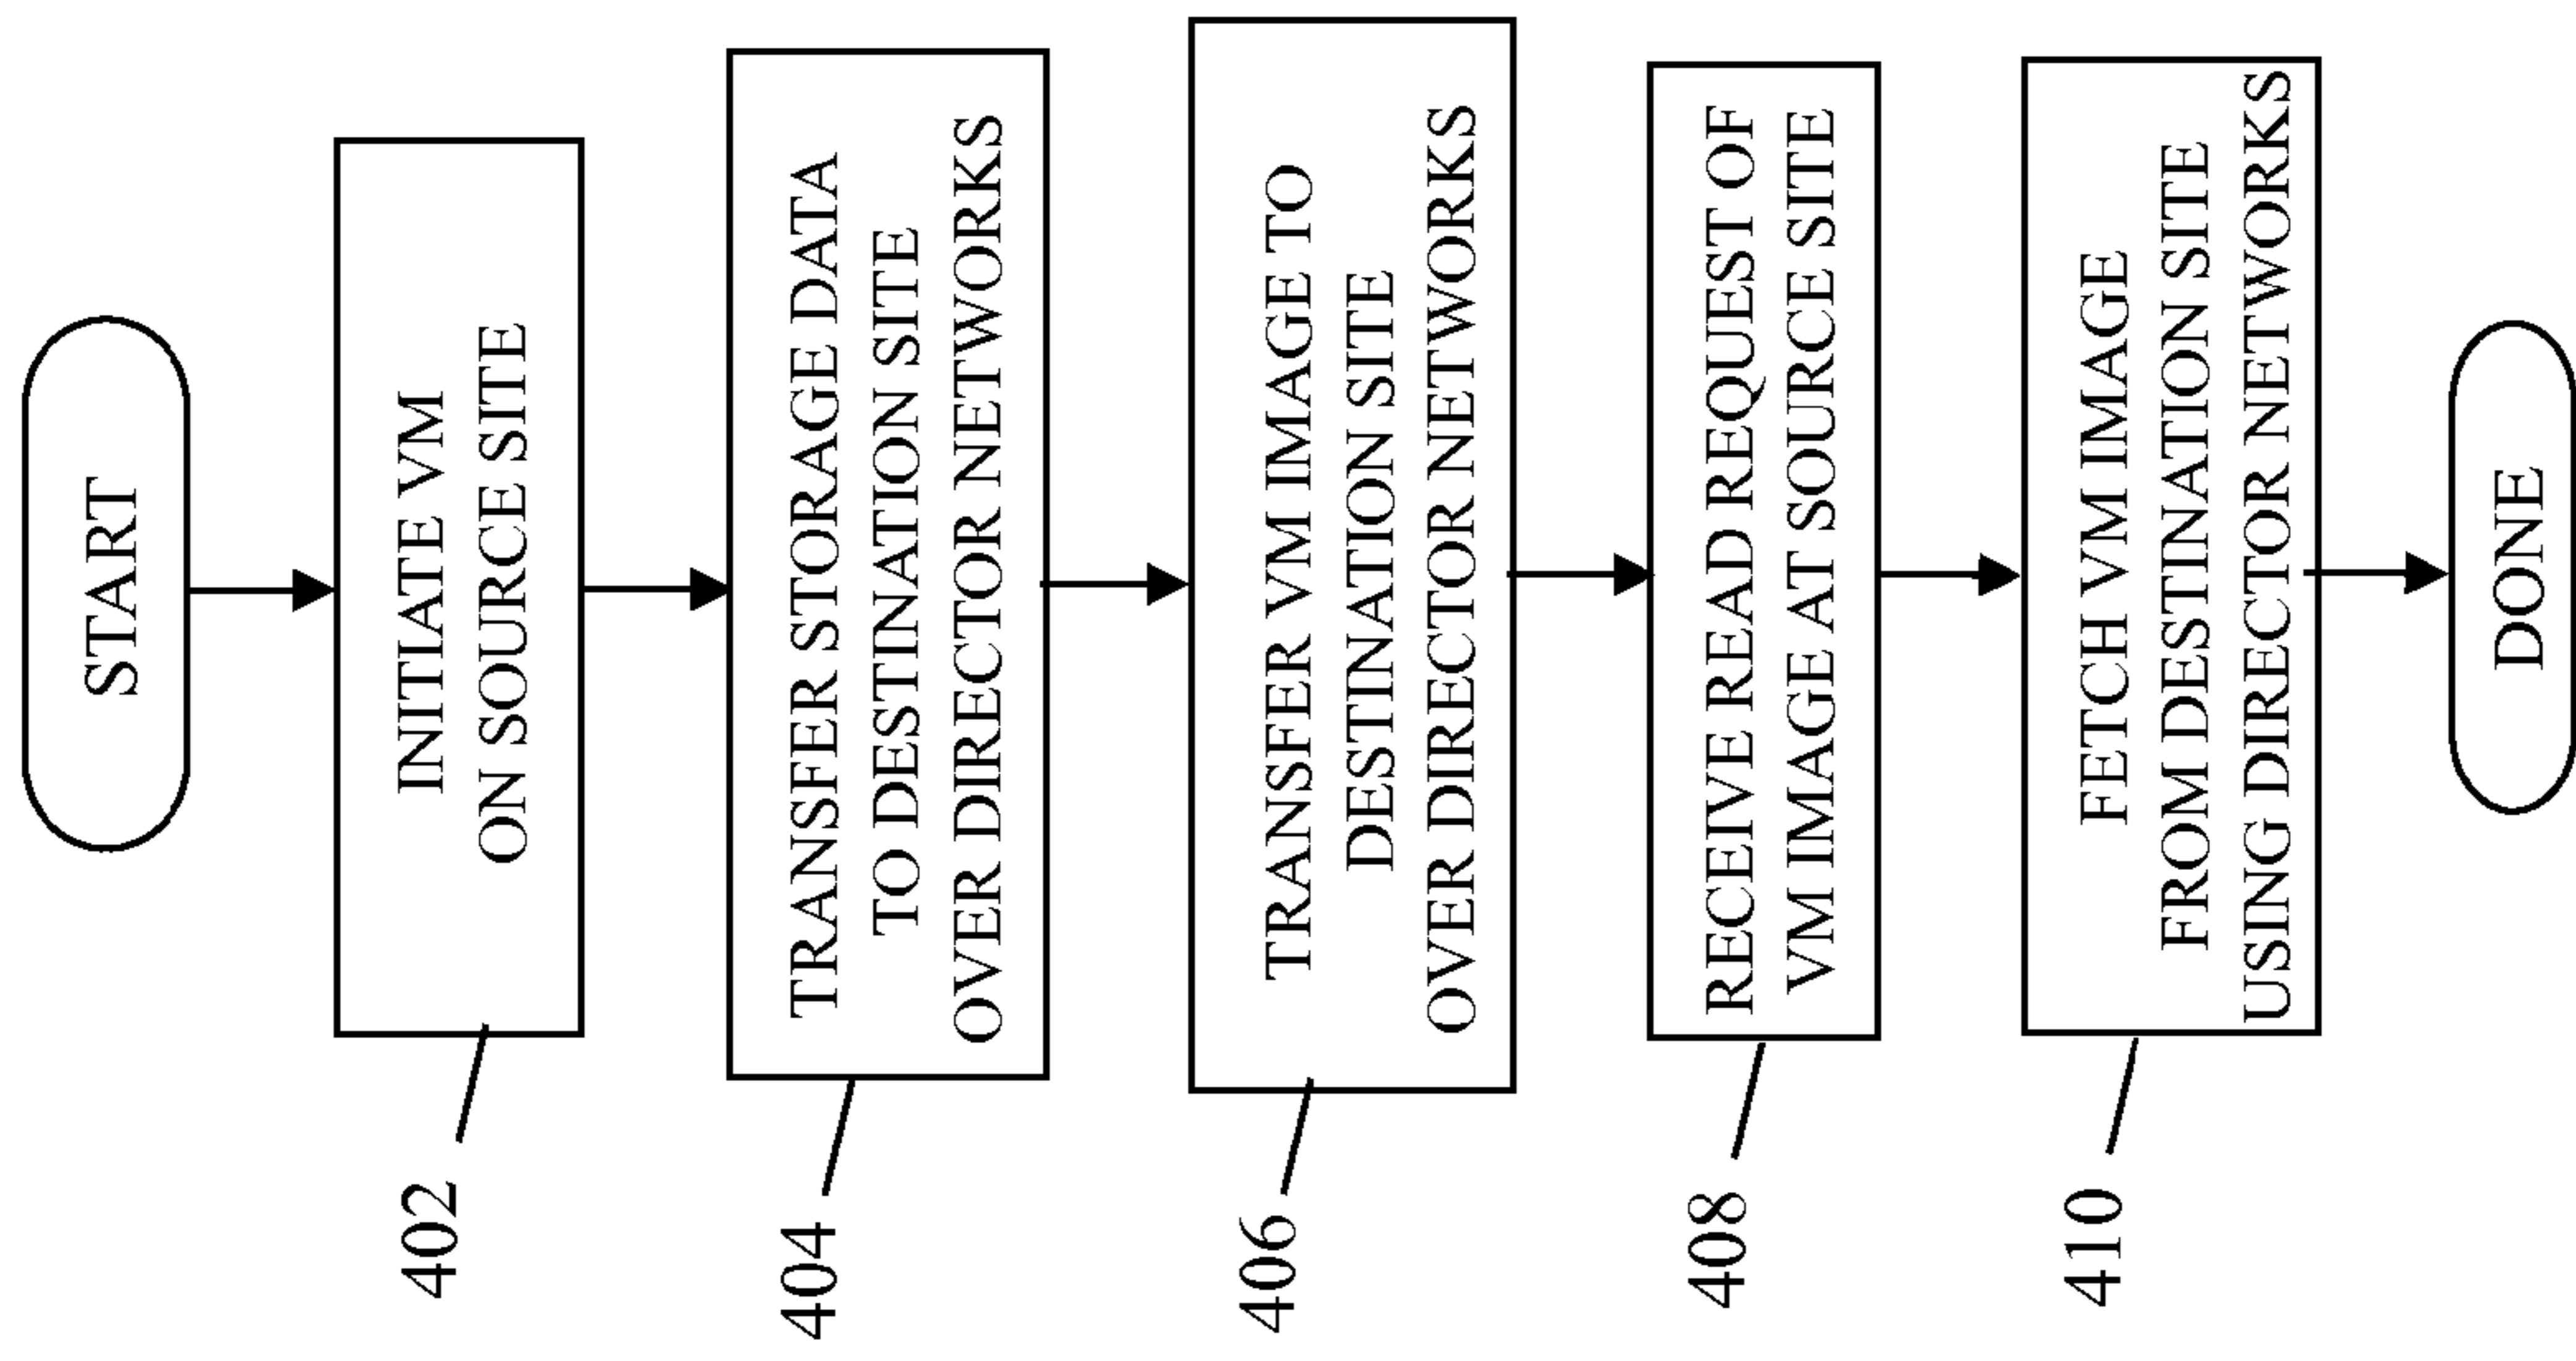 START
INITIATE VM
ON SOURCE SITE
402
TRANSFER STORAGE DATA
TO DESTINATION SITE
OVER DIRECTOR NETWORKS
404
TRANSFER VM IMAGE TO
DESTINATION SITE
OVER DIRECTOR NETWORKS
406
RECEIVE READ REQUEST OF
VM IMAGE AT SOURCE SITE
408
FETCH VM IMAGE
FROM DESTINATION SITE
USING DIRECTOR NETWORKS
410
DONE